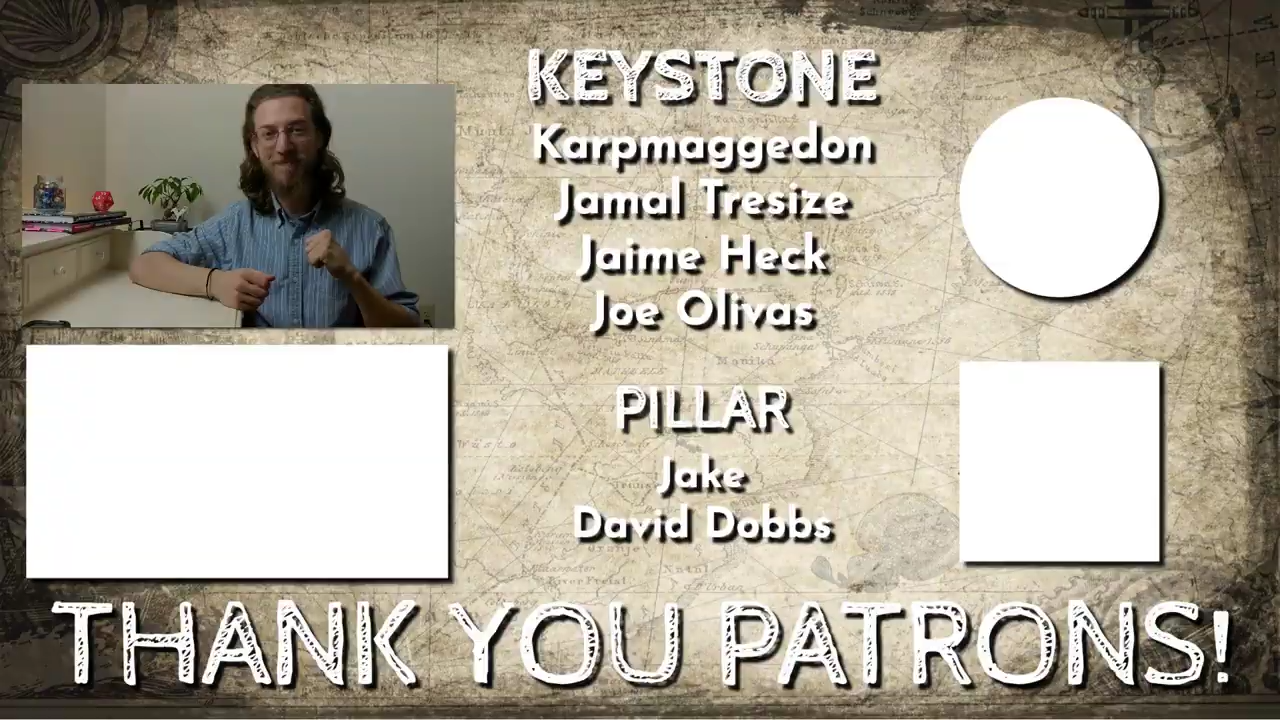 KEYSTONE
Karpmaggedon
Jamal Tresize
Jaime Heck
Joe Olivas
PILLAR
Jake
David Dobbs
THANK YOU PATRONS!